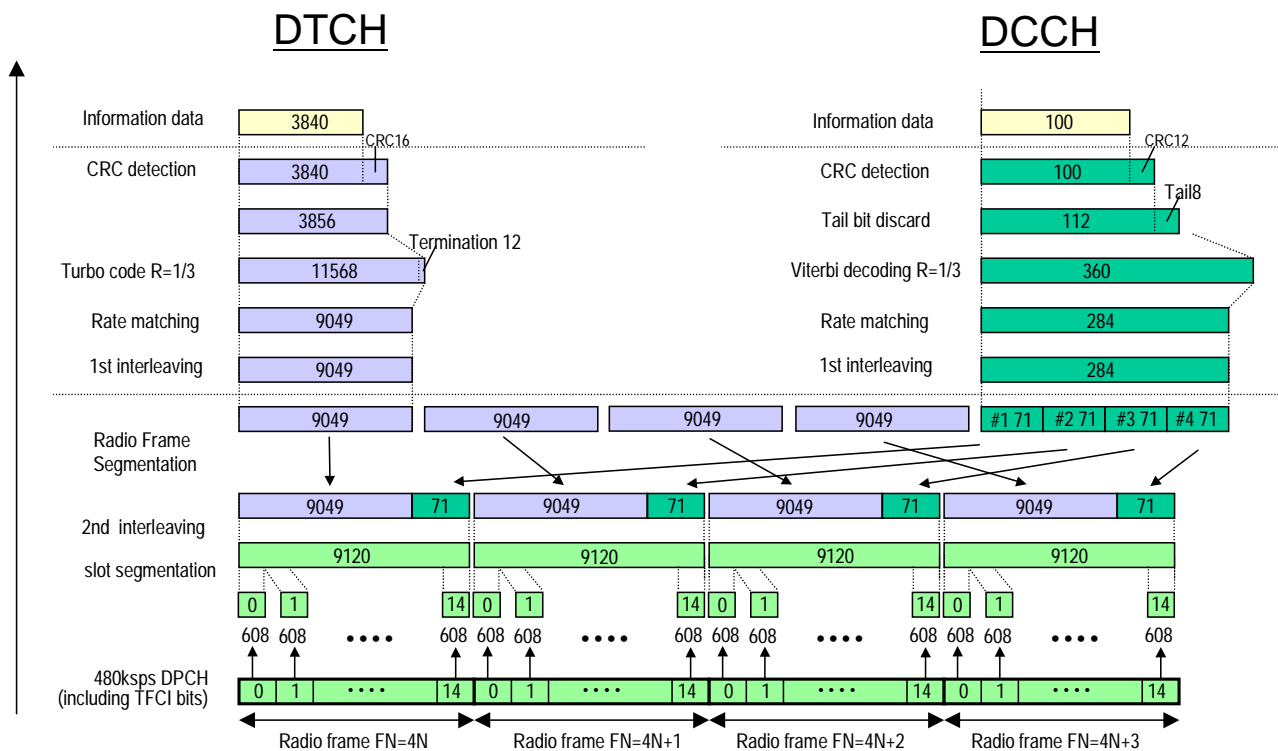 DTCH DCCH
Information data 3840 Information data 100
CRC16 CRC12
CRC detection 3840 CRC detection 100
Tail8
3856 Tail bit discard 112
Termination 12
Turbo code R=1/3 11568 Viterbi decoding R=1/3 360
Rate matching 9049 Rate matching 284
1st interleaving 9049 1st interleaving 284
9049 9049 9049 9049 #1 71 #2 71 #3 71 #4 71
Radio Frame
Segmentation
9049 71 9049 71 9049 71 9049 71
2nd interleaving
9120 9120 9120 9120
slot segmentation
0 1 14 0 1 14 0 1 14 0 1 14
608 608 •••• 608 608 608 •••• 608 608 608 •••• 608 608 608 •••• 608
480ksps DPCH
(including TFCI bits)
0 1 •••• 14 0 1 •••• 14 0 1 •••• 14 0 1 •••• 14
Radio frame FN=4N Radio frame FN=4N+1 Radio frame FN=4N+2 Radio frame FN=4N+3